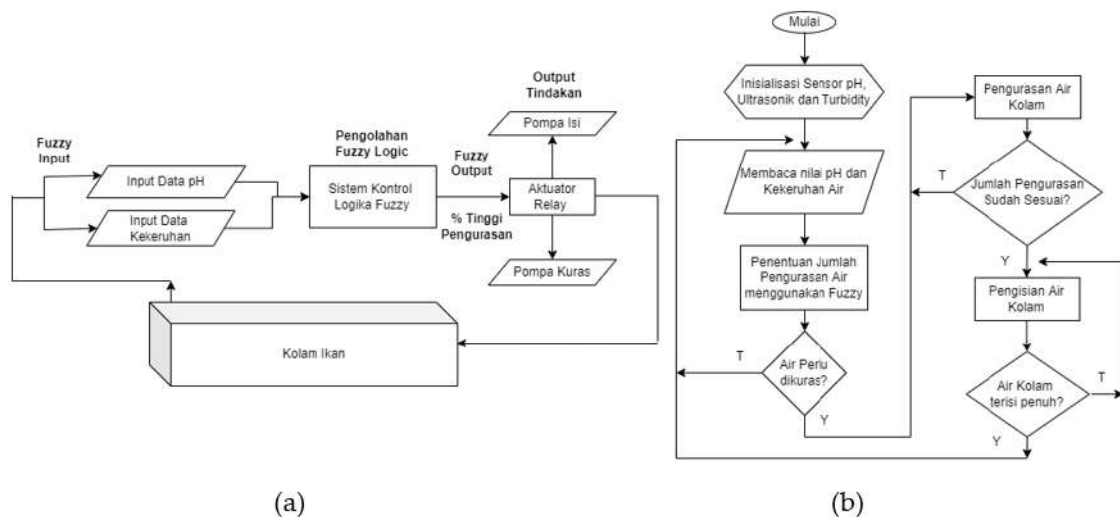 Fuzzy
Input
Input Data pH
Input Data
Kekeruhan
Pengolahan
Fuzzy Logic
Sistem Kontrol
Logika Fuzzy
Fuzzy
Output
% Tinggi
Pengurasan
Output
Tindakan
Pompa Isi
Aktuator
Relay
Pompa Kuras
Kolam Ikan
(a)
Mulai
Inisialisasi Sensor pH,
Ultrasonik dan Turbidity
Membaca nilai pH dan
Kekeruhan Air
Penentuan Jumlah
Pengurasan Air
menggunakan Fuzzy
Air Perlu
dikuras?
T
Y
Pengurasan Air
Kolam
Jumlah Pengurasan
Sudah Sesuai?
T
Y
Pengisian Air
Kolam
Air Kolam
terisi penuh?
T
Y
(b)